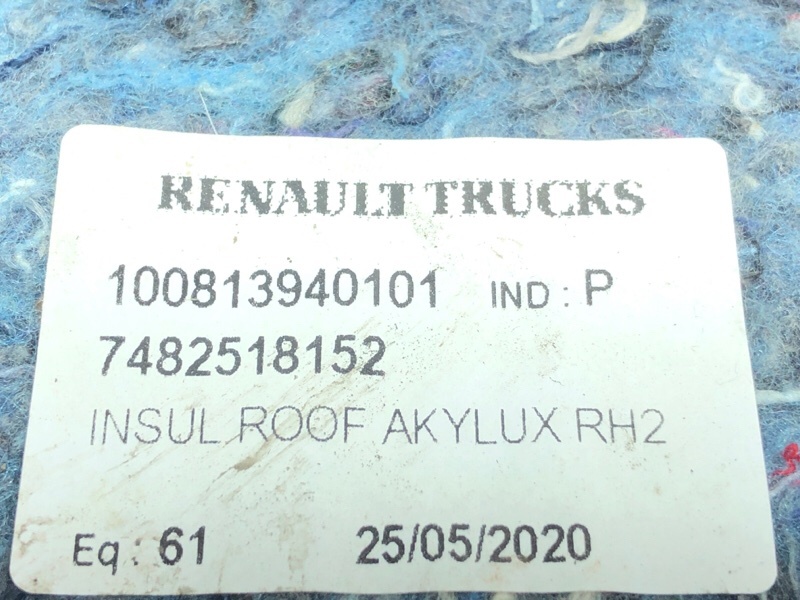 RENAULT TRUCKS
100813940101 IND : P
7482518152
INSUL ROOF AKYLUX RH2
Eq : 61 25/05/2020